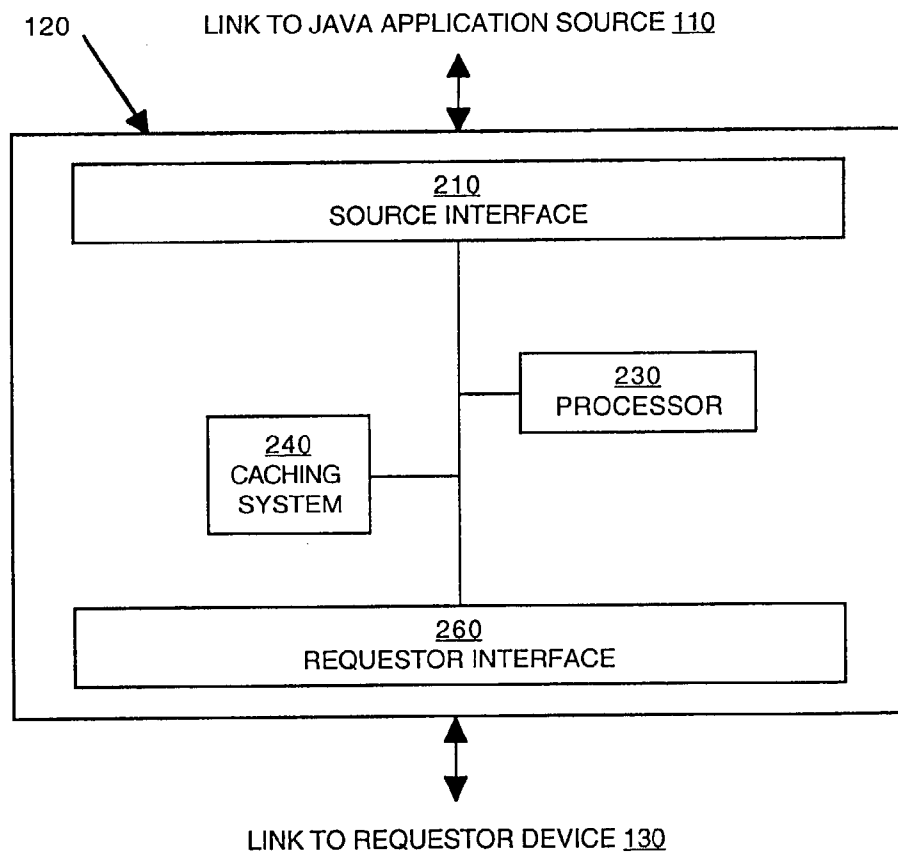 120
LINK TO JAVA APPLICATION SOURCE 110
210
SOURCE INTERFACE
230
PROCESSOR
240
CACHING
SYSTEM
260
REQUESTOR INTERFACE
LINK TO REQUESTOR DEVICE 130